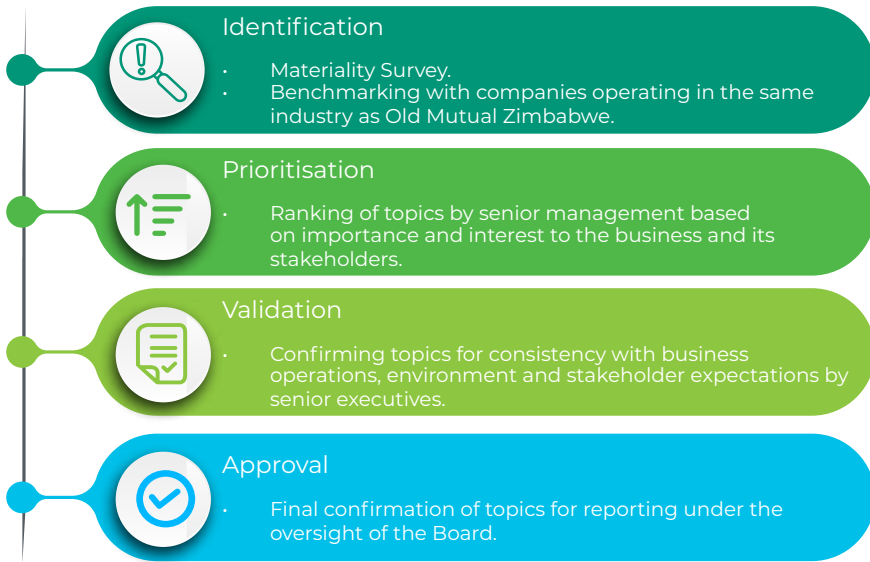 Identification
• Materiality Survey.
• Benchmarking with companies operating in the same
industry as Old Mutual Zimbabwe.
Prioritisation
• Ranking of topics by senior management based
on importance and interest to the business and its
stakeholders.
Validation
• Confirming topics for consistency with business
operations, environment and stakeholder expectations by
senior executives.
Approval
• Final confirmation of topics for reporting under the
oversight of the Board.